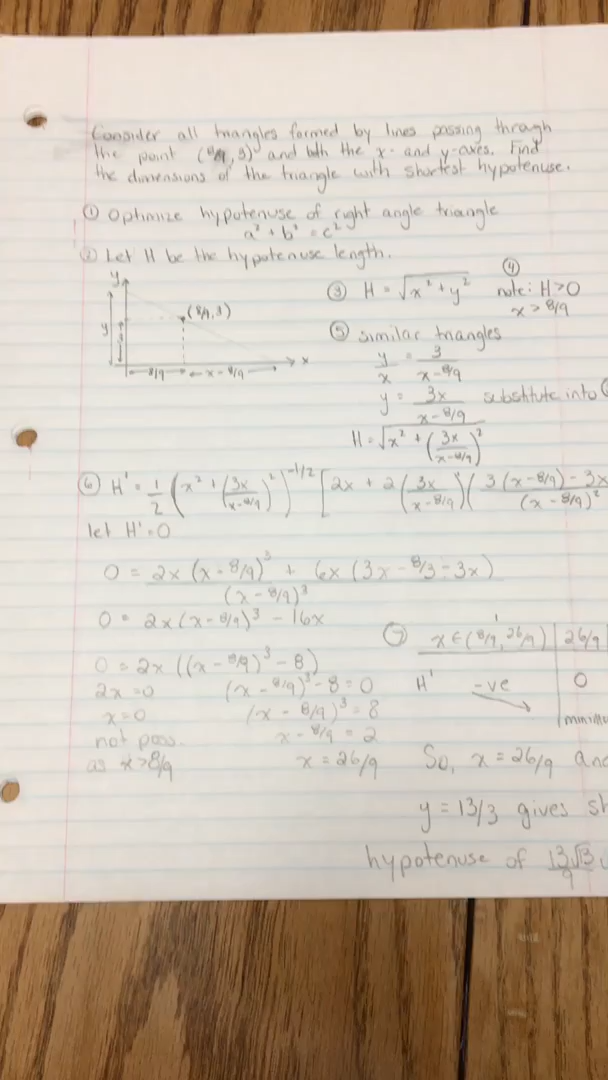 Consider all triangles formed by lines passing through
the point (8/9, 3) and both the x- and y-axes. Find
the dimensions of the triangle with shortest hypotenuse.
① Optimize hypotenuse of right angle triangle
a² + b² = c²
② Let H be the hypotenuse length.
y
(8/9, 3)
y
3
x
8/9 x - 8/9
③ H = √(x² + y²)
④
note: H > 0
x > 8/9
⑤ similar triangles
y/x = 3/(x - 8/9)
y = 3x/(x - 8/9) substitute into
H = √(x² + (3x/(x - 8/9))²)
⑥ H' = 1/2 (x² + (3x/(x - 8/9))²)^(-1/2) [2x + 2(3x/(x - 8/9))(3(x - 8/9) - 3x/(x - 8/9)²
let H' = 0
0 = 2x(x - 8/9)³ + 6x(3x - 8/3 - 3x)
(x - 8/9)³
0 = 2x(x - 8/9)³ - 16x
0 = 2x((x - 8/9)³ - 8)
2x = 0 (x - 8/9)³ - 8 = 0
x = 0 (x - 8/9)³ = 8
not poss. x - 8/9 = 2
as x > 8/9 x = 26/9
⑦ x ∈ (8/9, 26/9) 26/9
H' -ve 0
So, x = 26/9 and
y = 13/3 gives
hypotenuse of 13√13/9